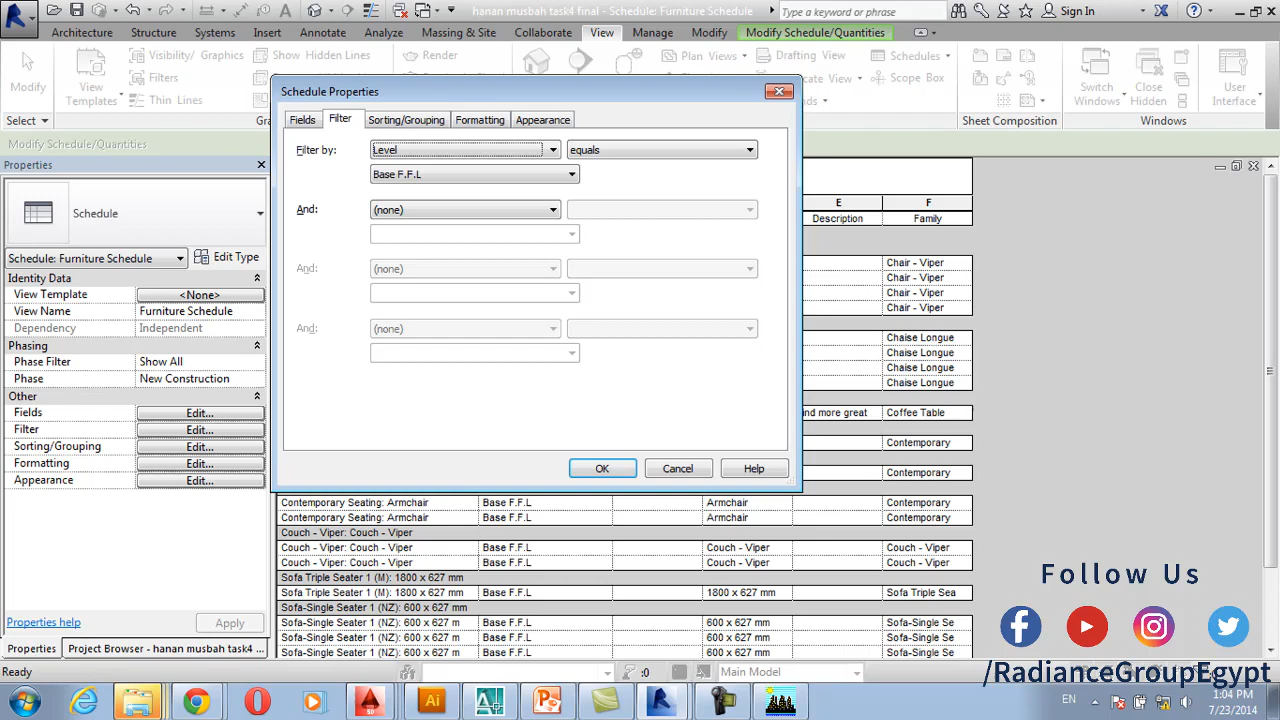 hanan musbah task4 final - Schedule: Furniture Schedule
Type a keyword or phrase
Sign In
Architecture Structure Systems Insert Annotate Analyze Massing & Site Collaborate View Manage Modify Modify Schedule/Quantities
Modify
View Templates
Visibility/ Graphics
Filters
Thin Lines
Show Hidden Lines
Render
Plan Views
Drafting View
Schedules
Scope Box
Switch Windows
Close Hidden
User Interface
Select
Sheet Composition
Windows
Modify Schedule/Quantities
Properties
Schedule
Schedule: Furniture Schedule
Edit Type
Identity Data
View Template <None>
View Name Furniture Schedule
Dependency Independent
Phasing
Phase Filter Show All
Phase New Construction
Other
Fields Edit...
Filter Edit...
Sorting/Grouping Edit...
Formatting Edit...
Appearance Edit...
Properties help
Apply
Properties
Project Browser - hanan musbah task4 ...
Schedule Properties
Fields Filter Sorting/Grouping Formatting Appearance
Filter by: Level equals
Base F.F.L
And: (none)
And: (none)
And: (none)
OK Cancel Help
E F
Description Family
Chair - Viper
Chair - Viper
Chair - Viper
Chair - Viper
Chaise Longue
Chaise Longue
Chaise Longue
Chaise Longue
nd more great Coffee Table
Contemporary
Contemporary
Contemporary Seating: Armchair Base F.F.L Armchair Contemporary
Contemporary Seating: Armchair Base F.F.L Armchair Contemporary
Couch - Viper: Couch - Viper
Couch - Viper: Couch - Viper Base F.F.L Couch - Viper Couch - Viper
Couch - Viper: Couch - Viper Base F.F.L Couch - Viper Couch - Viper
Sofa Triple Seater 1 (M): 1800 x 627 mm
Sofa Triple Seater 1 (M): 1800 x 627 mm Base F.F.L 1800 x 627 mm Sofa Triple Sea
Sofa-Single Seater 1 (NZ): 600 x 627 mm
Sofa-Single Seater 1 (NZ): 600 x 627 m Base F.F.L 600 x 627 mm Sofa-Single Se
Sofa-Single Seater 1 (NZ): 600 x 627 m Base F.F.L 600 x 627 mm Sofa-Single Se
Sofa-Single Seater 1 (NZ): 600 x 627 m Base F.F.L 600 x 627 mm
Follow Us
/RadianceGroupEgypt
Ready
:0
Main Model
EN
1:04 PM
7/23/2014